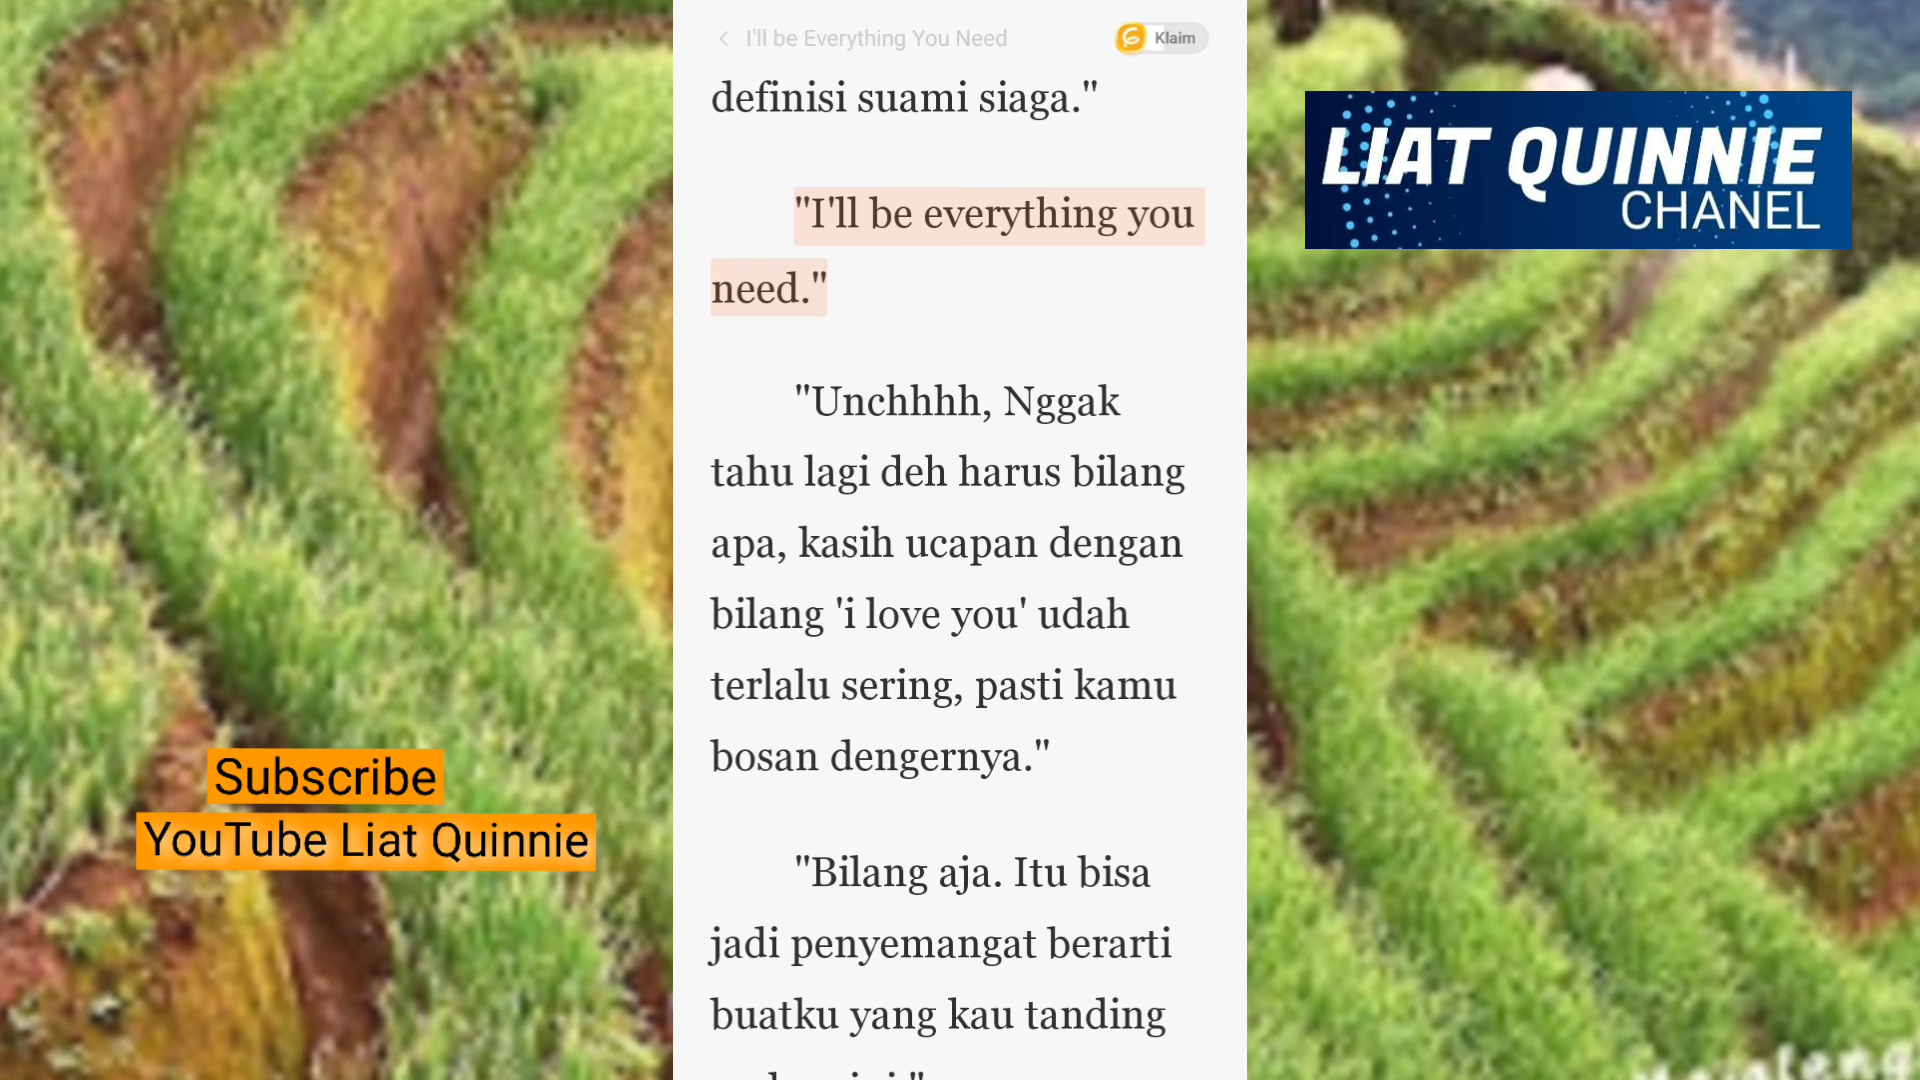 I'll be Everything You Need
Klaim
definisi suami siaga."
"I'll be everything you
need."
"Unchhhh, Nggak
tahu lagi deh harus bilang
apa, kasih ucapan dengan
bilang 'i love you' udah
terlalu sering, pasti kamu
bosan dengernya."
"Bilang aja. Itu bisa
jadi penyemangat berarti
buatku yang kau tanding
LIAT QUINNIE
CHANEL
Subscribe
YouTube Liat Quinnie